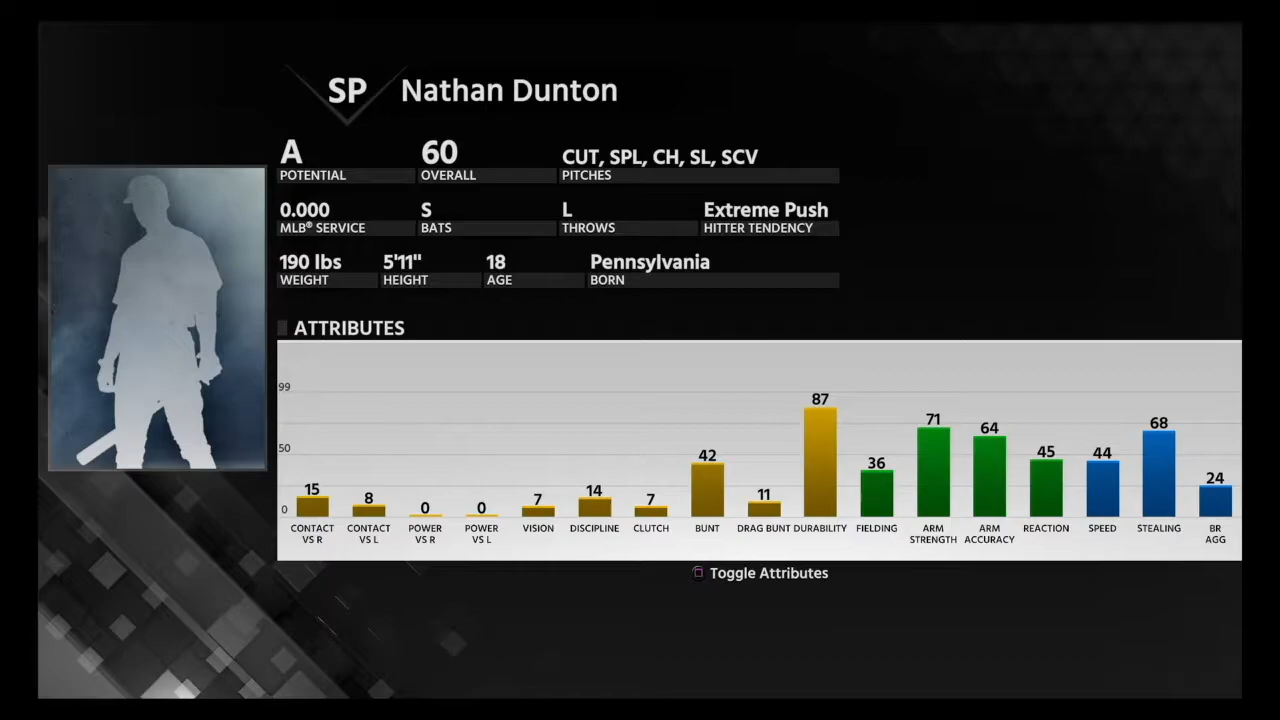 SP Nathan Dunton
A 60 CUT, SPL, CH, SL, SCV
POTENTIAL OVERALL PITCHES
0.000 S L Extreme Push
MLB® SERVICE BATS THROWS HITTER TENDENCY
190 lbs 5'11" 18 Pennsylvania
WEIGHT HEIGHT AGE BORN
ATTRIBUTES
99
50
0
15 8 0 0 7 14 7 42 11 87 36 71 64 45 44 68 24
CONTACT CONTACT POWER POWER VISION DISCIPLINE CLUTCH BUNT DRAG BUNT DURABILITY FIELDING ARM ARM REACTION SPEED STEALING BR
VS R VS L VS R VS L STRENGTH ACCURACY AGG
Toggle Attributes